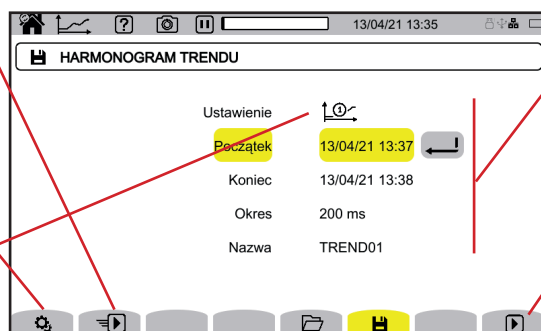 13/04/21 13:35
HARMONOGRAM TRENDU
Ustawienie 1
Początek 13/04/21 13:37
Koniec 13/04/21 13:38
Okres 200 ms
Nazwa TREND01